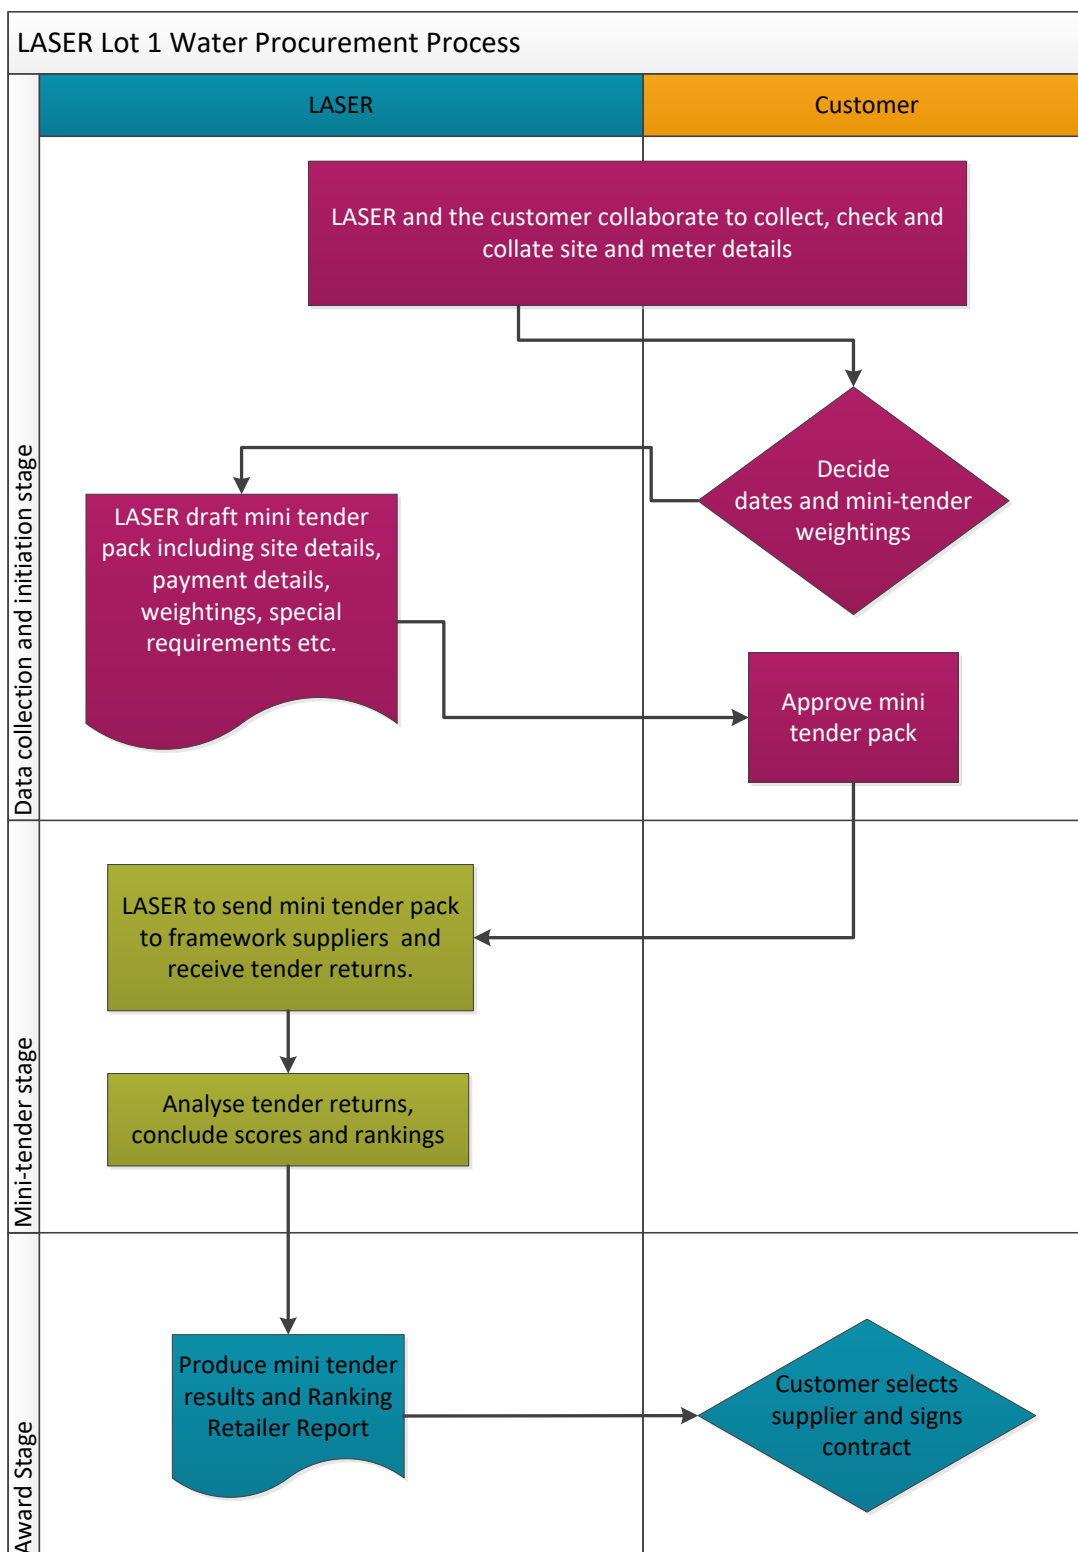 LASER Lot 1 Water Procurement Process
LASER
Customer
Data collection and initiation stage
LASER and the customer collaborate to collect, check and
collate site and meter details
Decide
dates and mini-tender
weightings
LASER draft mini tender
pack including site details,
payment details,
weightings, special
requirements etc.
Approve mini
tender pack
Mini-tender stage
LASER to send mini tender pack
to framework suppliers and
receive tender returns.
Analyse tender returns,
conclude scores and rankings
Award Stage
Produce mini tender
results and Ranking
Retailer Report
Customer selects
supplier and signs
contract